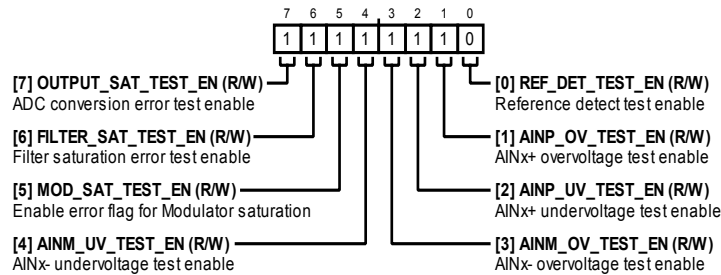 7 6 5 4 3 2 1 0
1 1 1 1 1 1 1 0
[7] OUTPUT_SAT_TEST_EN (R/W)
ADC conversion error test enable
[6] FILTER_SAT_TEST_EN (R/W)
Filter saturation error test enable
[5] MOD_SAT_TEST_EN (R/W)
Enable error flag for Modulator saturation
[4] AINM_UV_TEST_EN (R/W)
AINx- undervoltage test enable
[0] REF_DET_TEST_EN (R/W)
Reference detect test enable
[1] AINP_OV_TEST_EN (R/W)
AINx+ overvoltage test enable
[2] AINP_UV_TEST_EN (R/W)
AINx+ undervoltage test enable
[3] AINM_OV_TEST_EN (R/W)
AINx- overvoltage test enable